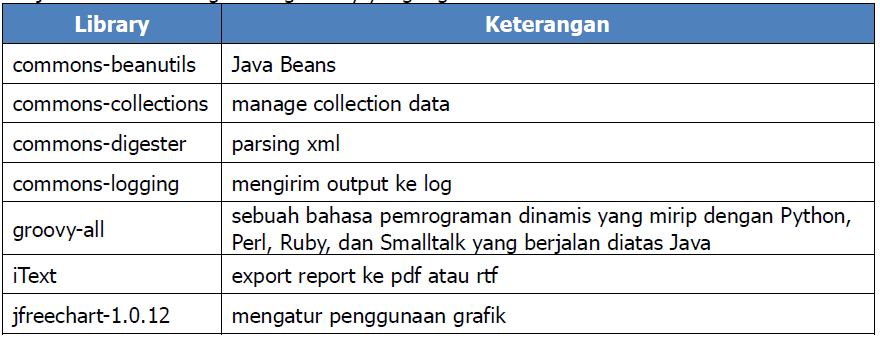 Library Keterangan
commons-beanutils Java Beans
commons-collections manage collection data
commons-digester parsing xml
commons-logging mengirim output ke log
groovy-all sebuah bahasa pemrograman dinamis yang mirip dengan Python,
Perl, Ruby, dan Smalltalk yang berjalan diatas Java
iText export report ke pdf atau rtf
jfreechart-1.0.12 mengatur penggunaan grafik